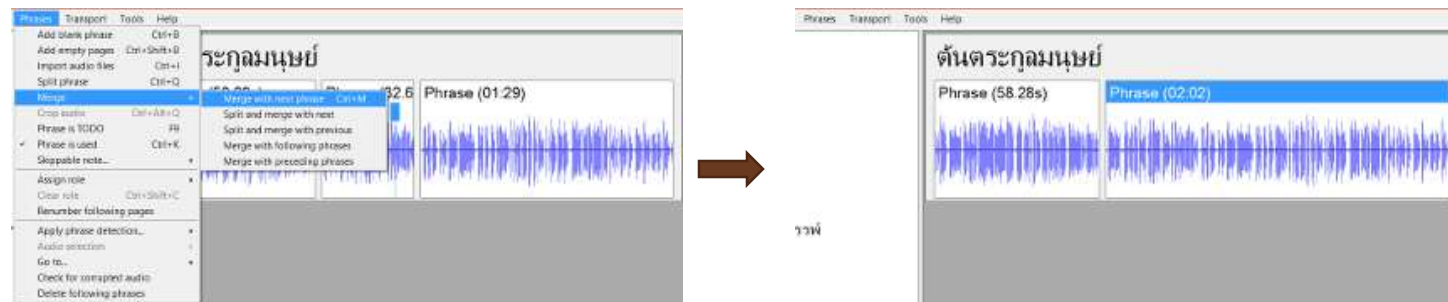 Phrases Transport Tools Help
Add blank phrase Ctrl+B
Add empty pages Ctrl+Shift+B
Import audio files Ctrl+I
Split phrase Ctrl+Q
Merge
Crop audio Ctrl+Alt+Q
Phrase is TODO F9
Phrase is used Ctrl+K
Skippable note...
Assign role
Clear role Ctrl+Shift+C
Renumber following pages
Apply phrase detection...
Audio selection
Go to...
Check for corrupted audio
Delete following phrases
Merge with next phrase Ctrl+M
Split and merge with next
Split and merge with previous
Merge with following phrases
Merge with preceding phrases
ระกูลมนุษย์
Phrase (01:29)
Phrases Transport Tools Help
ต้นตระกูลมนุษย์
Phrase (58.28s) Phrase (02:02)
รรพ์